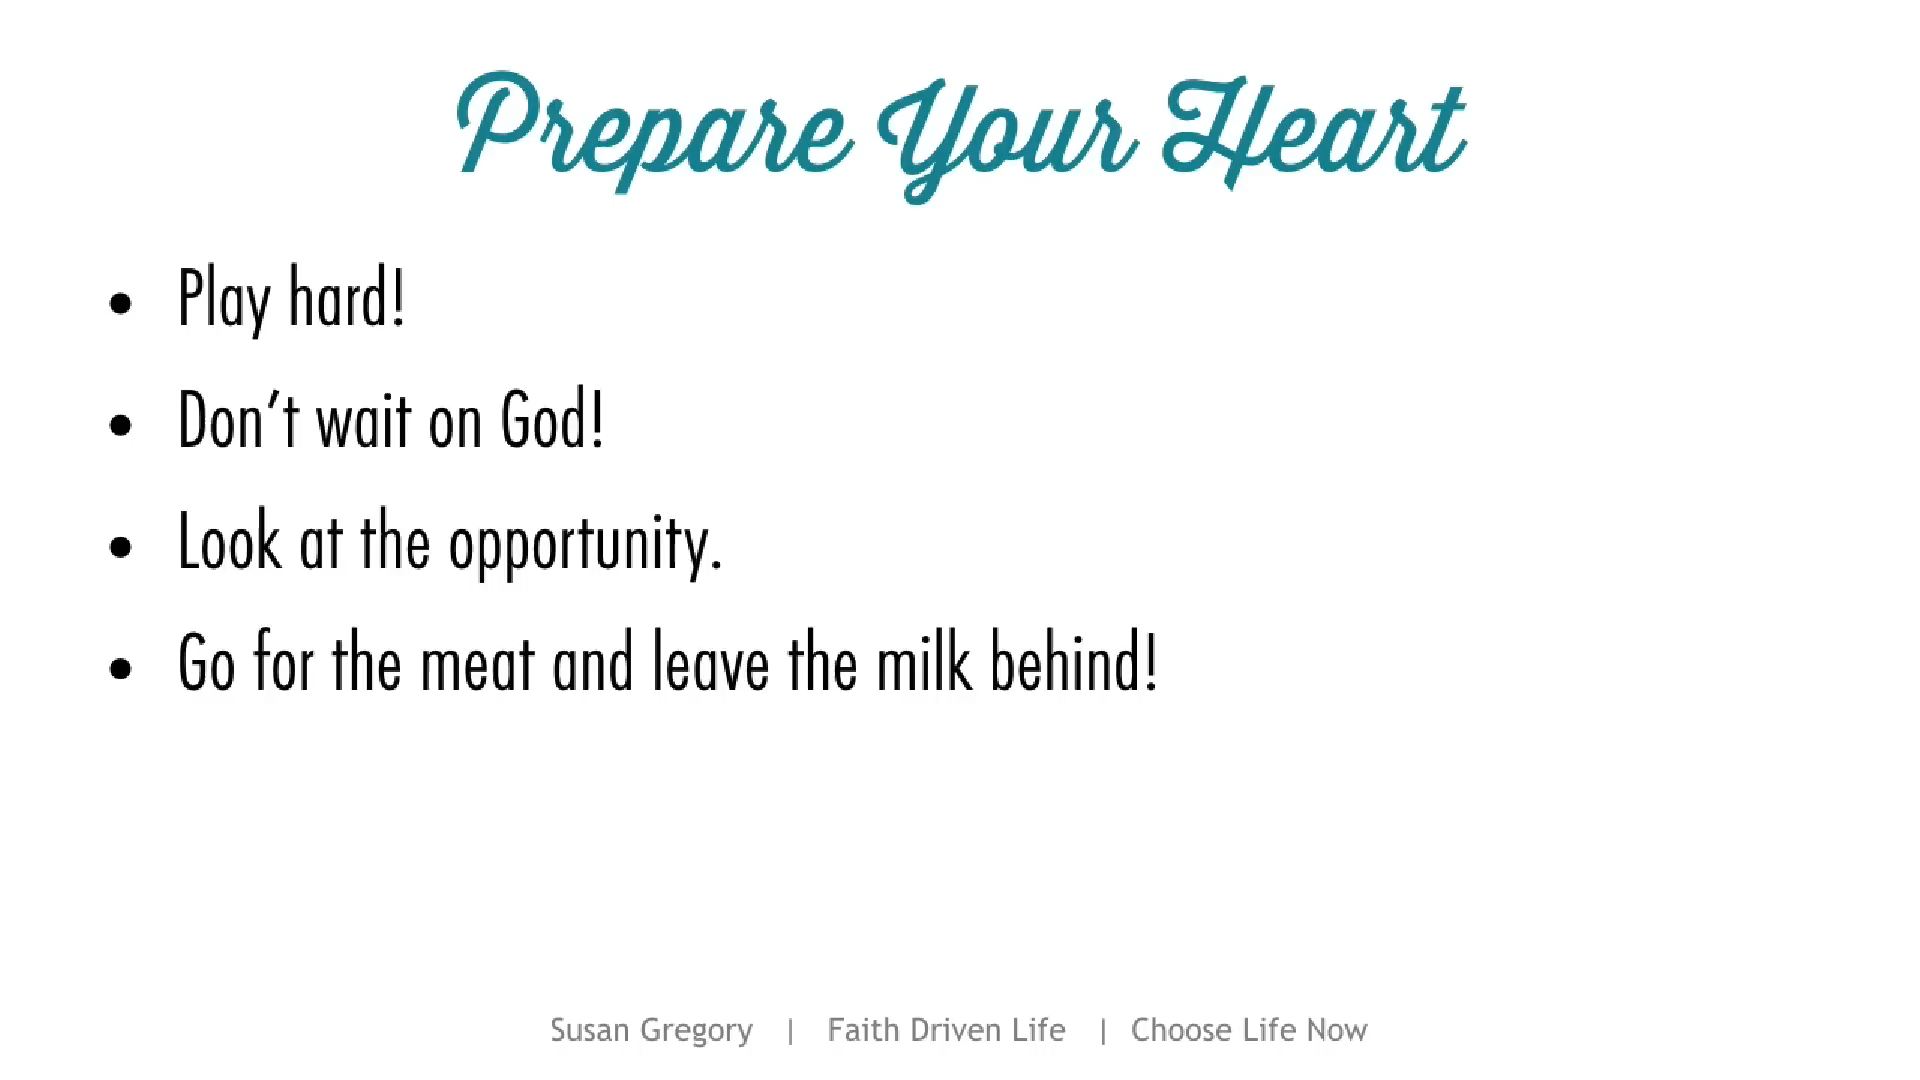 Prepare Your Heart
• Play hard!
• Don’t wait on God!
• Look at the opportunity.
• Go for the meat and leave the milk behind!
Susan Gregory | Faith Driven Life | Choose Life Now